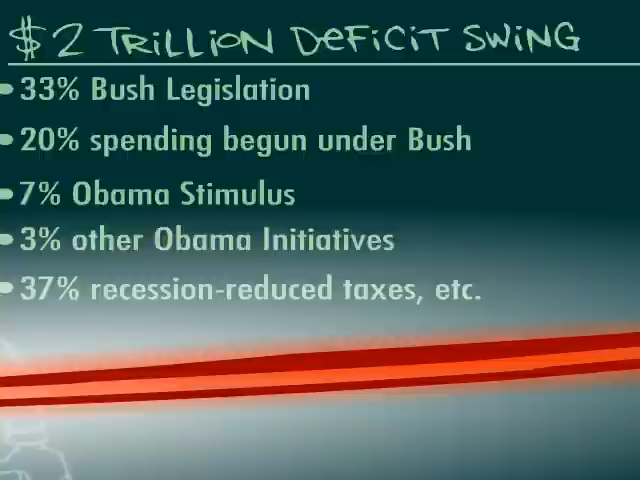 $2 TRILLION DEFICIT SWING
• 33% Bush Legislation
• 20% spending begun under Bush
• 7% Obama Stimulus
• 3% other Obama Initiatives
• 37% recession-reduced taxes, etc.